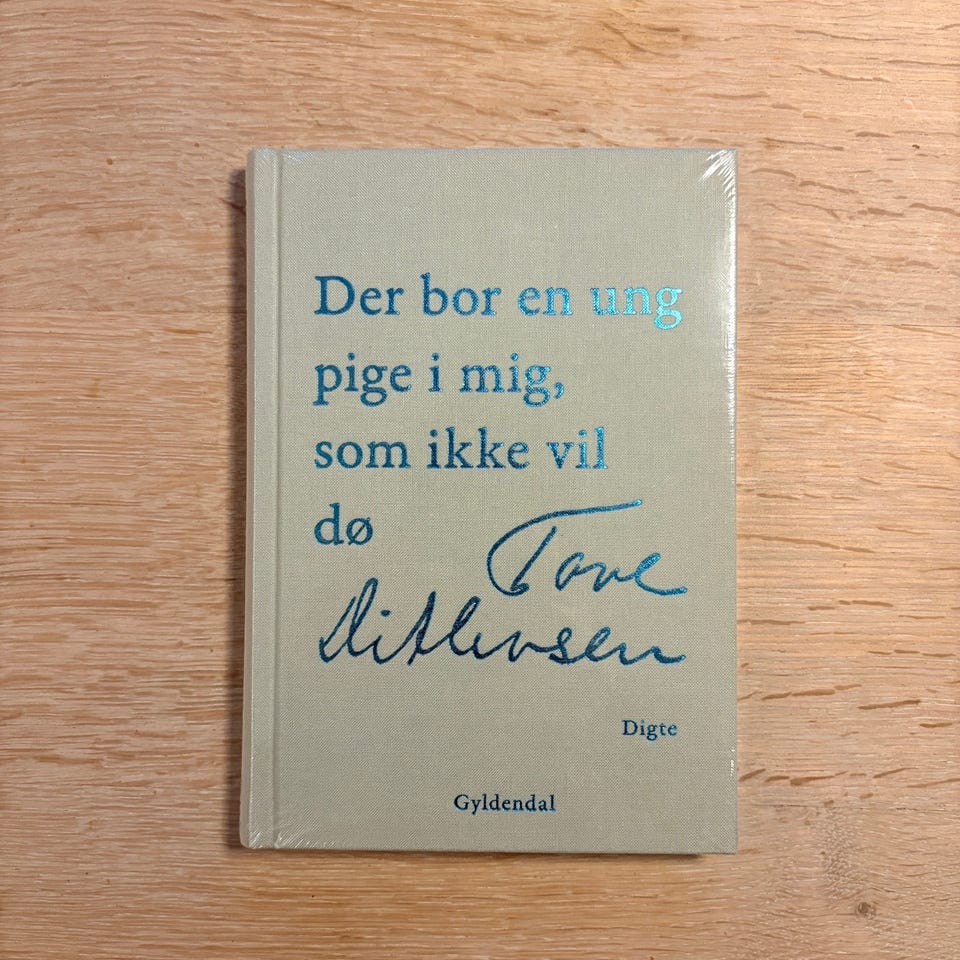 Der bor en ung
pige i mig,
som ikke vil
dø
Tove
Ditlevsen
Digte
Gyldendal